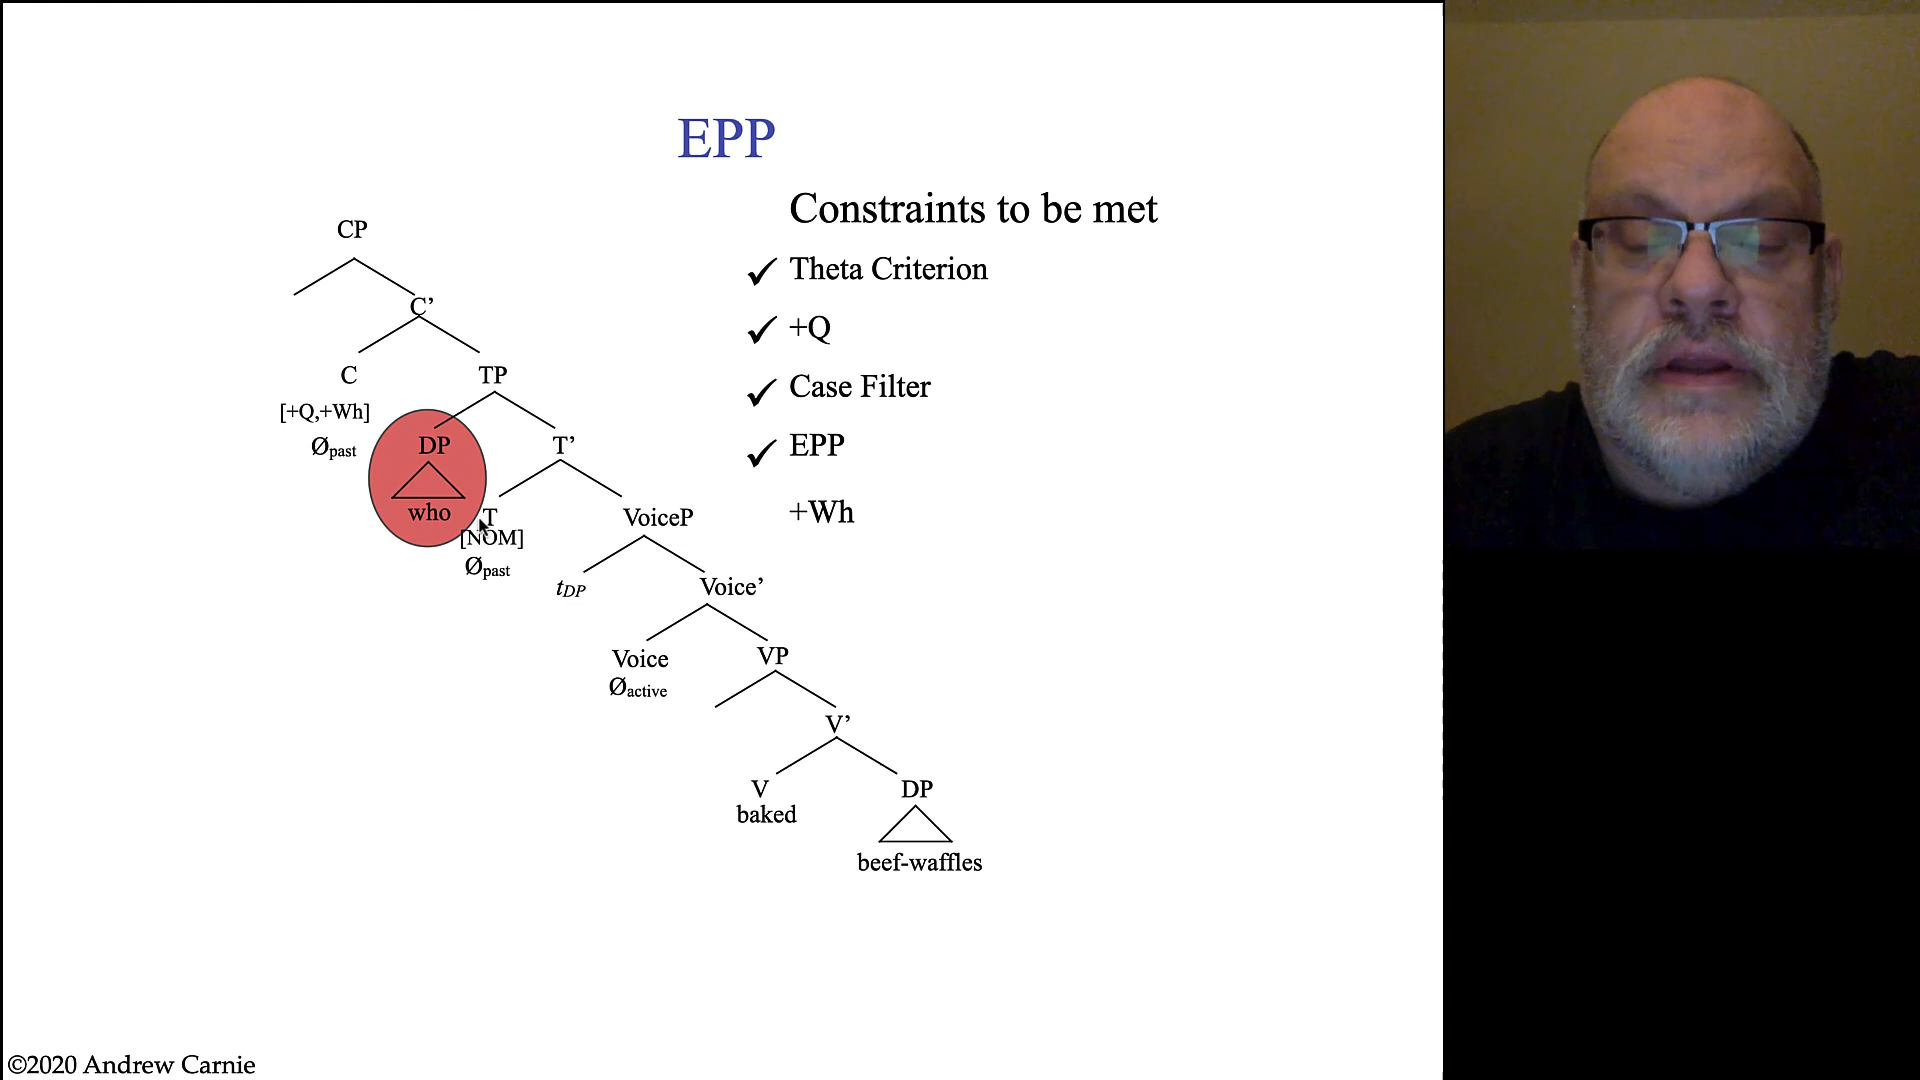 EPP
Constraints to be met
✓ Theta Criterion
✓ +Q
✓ Case Filter
✓ EPP
+Wh
CP
C’
C
TP
[+Q,+Wh]
Øpast
DP
T’
who
T
VoiceP
[NOM]
Øpast
tDP
Voice’
Voice
VP
Øactive
V’
V
DP
baked
beef-waffles
©2020 Andrew Carnie